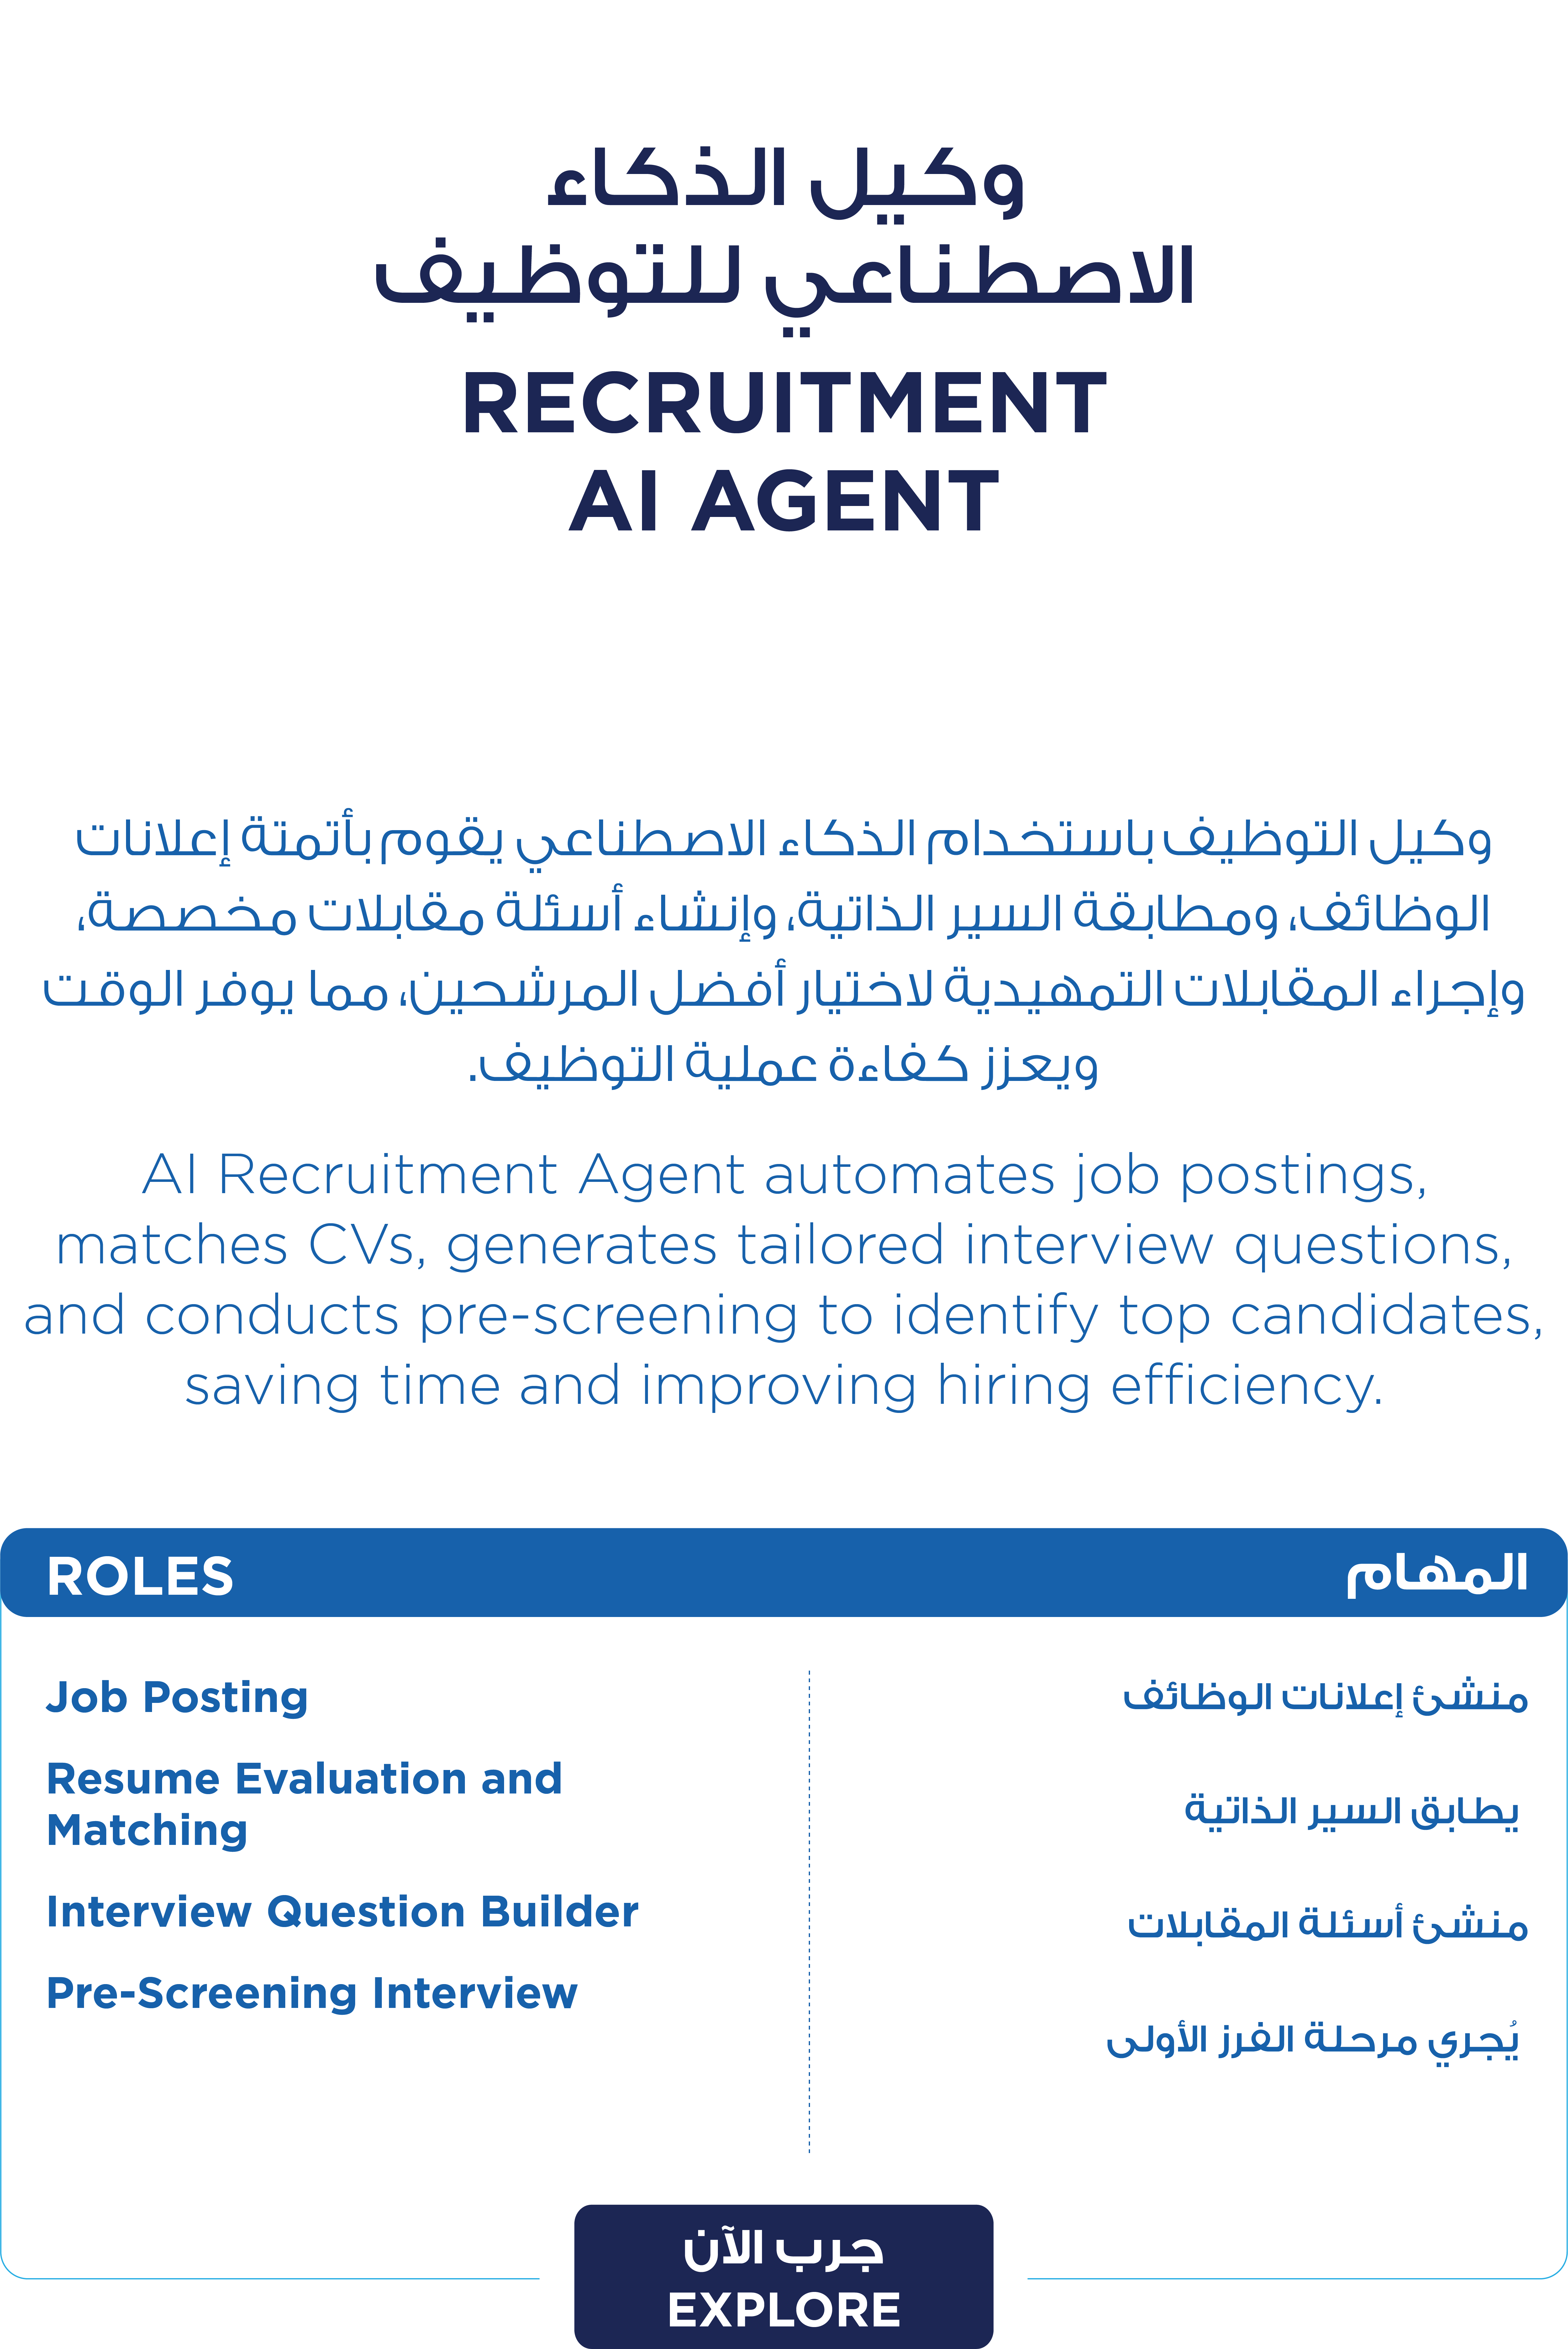 وكيل الذكاء
الاصطناعي للتوظيف
RECRUITMENT
AI AGENT
وكيل التوظيف باستخدام الذكاء الاصطناعي يقوم بأتمتة إعلانات
الوظائف، ومطابقة السير الذاتية، وإنشاء أسئلة مقابلات مخصصة،
وإجراء المقابلات التمهيدية لاختيار أفضل المرشحين، مما يوفر الوقت
ويعزز كفاءة عملية التوظيف.
AI Recruitment Agent automates job postings,
matches CVs, generates tailored interview questions,
and conducts pre-screening to identify top candidates,
saving time and improving hiring efficiency.
ROLES
Job Posting
Resume Evaluation and
Matching
Interview Question Builder
Pre-Screening Interview
المهام
منشئ إعلانات الوظائف
يطابق السير الذاتية
منشئ أسئلة المقابلات
يُجري مرحلة الفرز الأولى
جرب الآن
EXPLORE